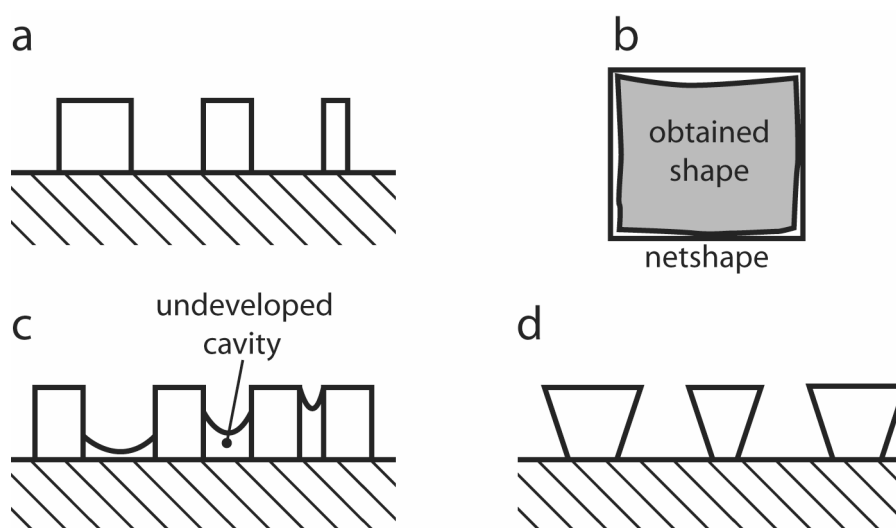 a
b
obtained
shape
netshape
c
undeveloped
cavity
d